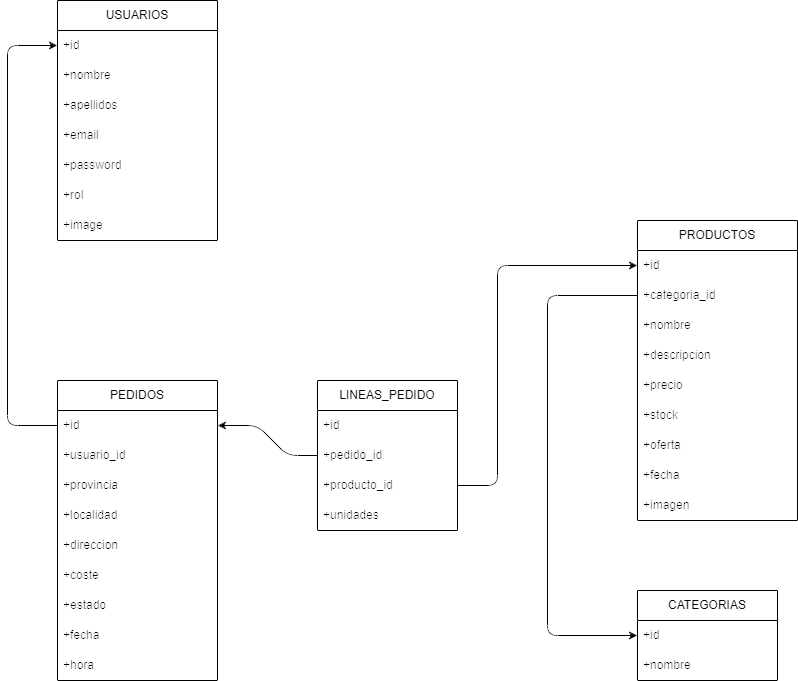 USUARIOS
+id
+nombre
+apellidos
+email
+password
+rol
+image
PRODUCTOS
+id
+categoria_id
+nombre
+descripcion
+precio
+stock
+oferta
+fecha
+imagen
PEDIDOS
+id
+usuario_id
+provincia
+localidad
+direccion
+coste
+estado
+fecha
+hora
LINEAS_PEDIDO
+id
+pedido_id
+producto_id
+unidades
CATEGORIAS
+id
+nombre